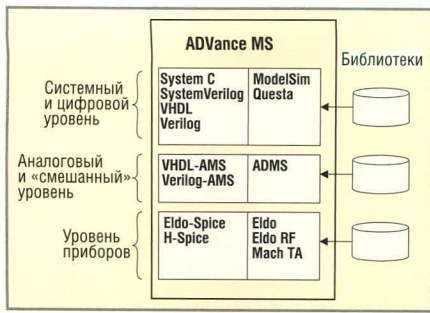 ADVance MS
Библиотеки
Системный
и цифровой
уровень
System C
SystemVerilog
VHDL
Verilog
ModelSim
Questa
Аналоговый
и «смешанный»
уровень
VHDL-AMS
Verilog-AMS
ADMS
Уровень
приборов
Eldo-Spice
H-Spice
Eldo
Eldo RF
Mach TA